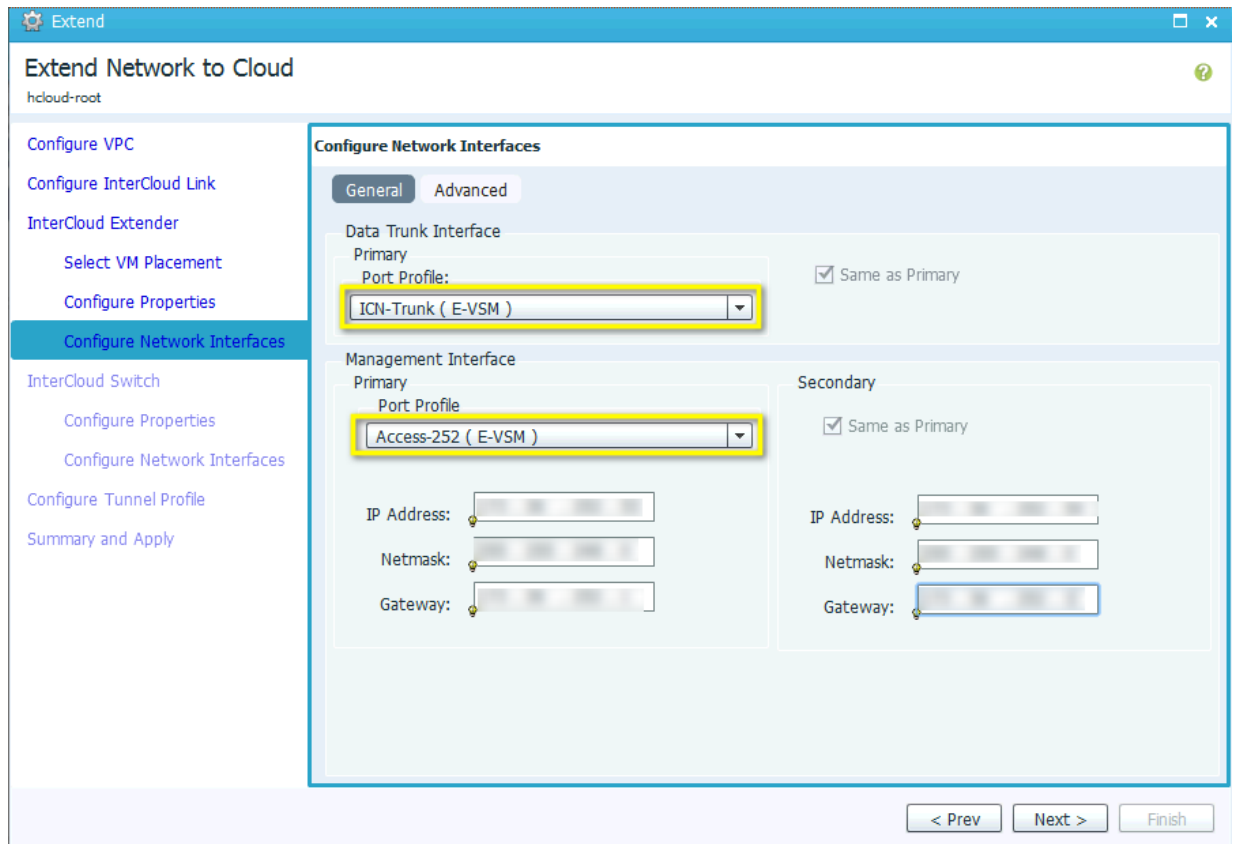 Extend
Extend Network to Cloud
hcloud-root
Configure VPC
Configure InterCloud Link
InterCloud Extender
Select VM Placement
Configure Properties
Configure Network Interfaces
InterCloud Switch
Configure Properties
Configure Network Interfaces
Configure Tunnel Profile
Summary and Apply
Configure Network Interfaces
General
Advanced
Data Trunk Interface
Primary
Port Profile:
ICN-Trunk ( E-VSM )
Same as Primary
Management Interface
Primary
Port Profile
Access-252 ( E-VSM )
IP Address:
Netmask:
Gateway:
Secondary
Same as Primary
IP Address:
Netmask:
Gateway:
< Prev
Next >
Finish